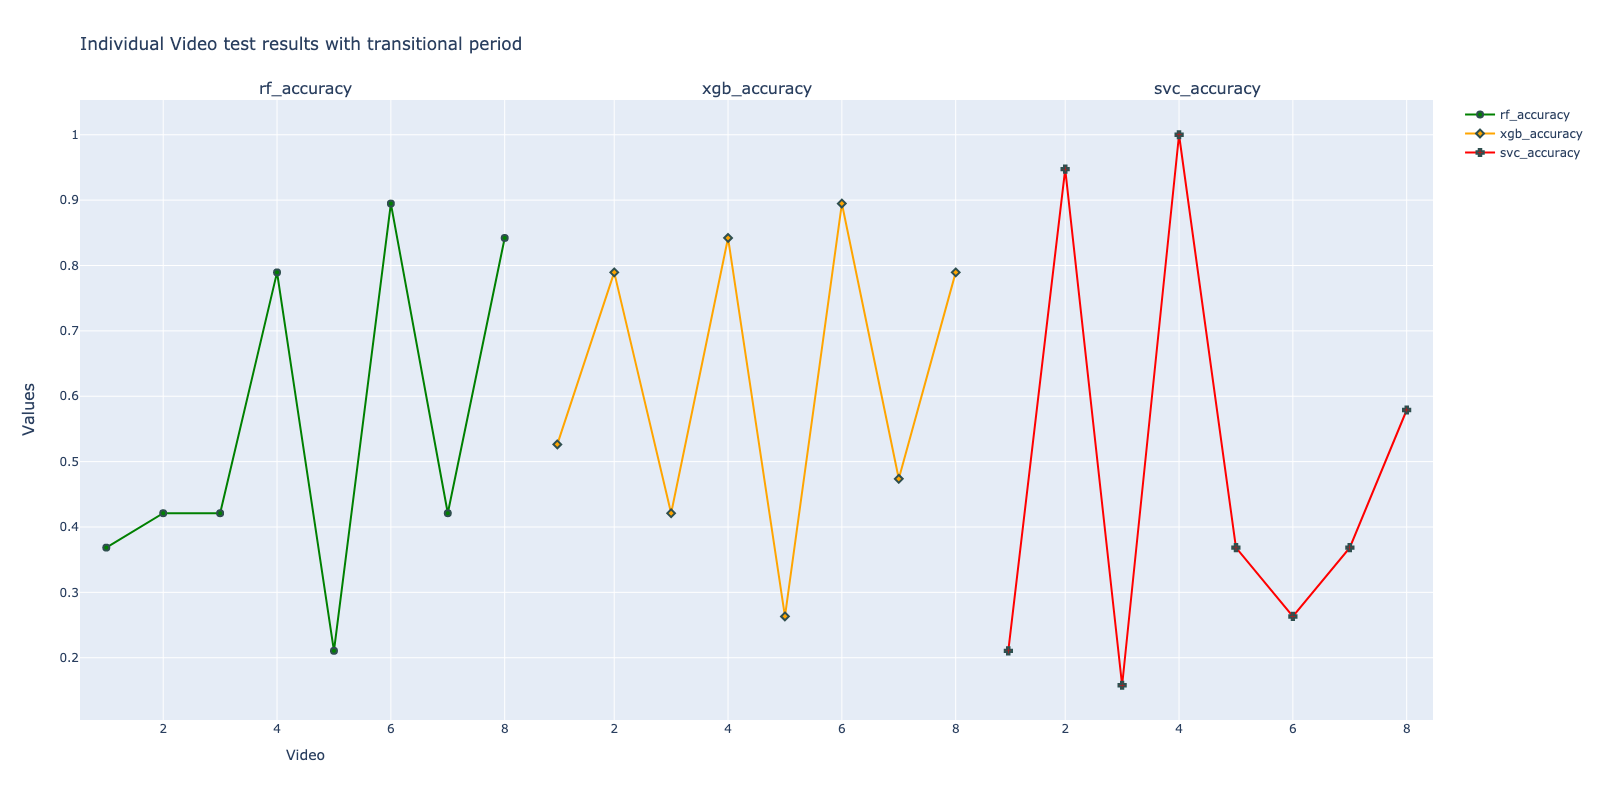 Individual Video test results with transitional period
rf_accuracy
xgb_accuracy
svc_accuracy
rf_accuracy
xgb_accuracy
svc_accuracy
Values
1
0.9
0.8
0.7
0.6
0.5
0.4
0.3
0.2
2 4 6 8 2 4 6 8 2 4 6 8
Video